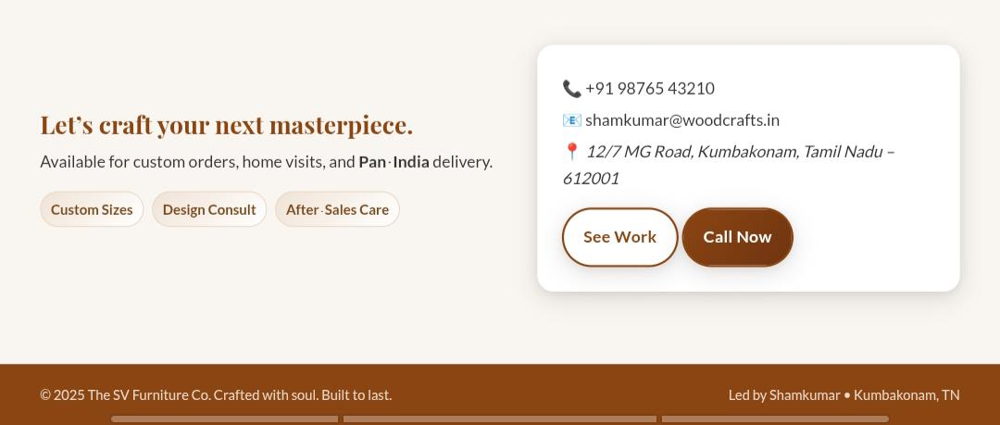 Let’s craft your next masterpiece.
Available for custom orders, home visits, and Pan‑India delivery.
Custom Sizes
Design Consult
After‑Sales Care
📞 +91 98765 43210
📧 shamkumar@woodcrafts.in
📍 12/7 MG Road, Kumbakonam, Tamil Nadu –
612001
See Work
Call Now
© 2025 The SV Furniture Co. Crafted with soul. Built to last.
Led by Shamkumar • Kumbakonam, TN